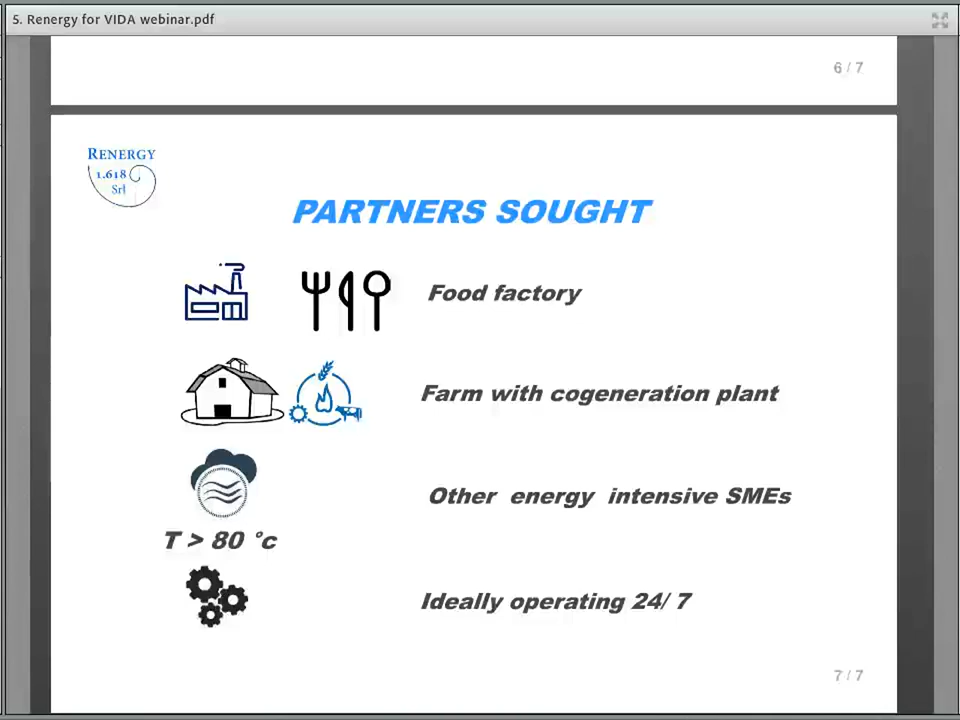 5. Renergy for VIDA webinar.pdf
6 / 7
RENERGY
1.618
Srl
PARTNERS SOUGHT
Food factory
Farm with cogeneration plant
Other energy intensive SMEs
T > 80 °c
Ideally operating 24/ 7
7 / 7